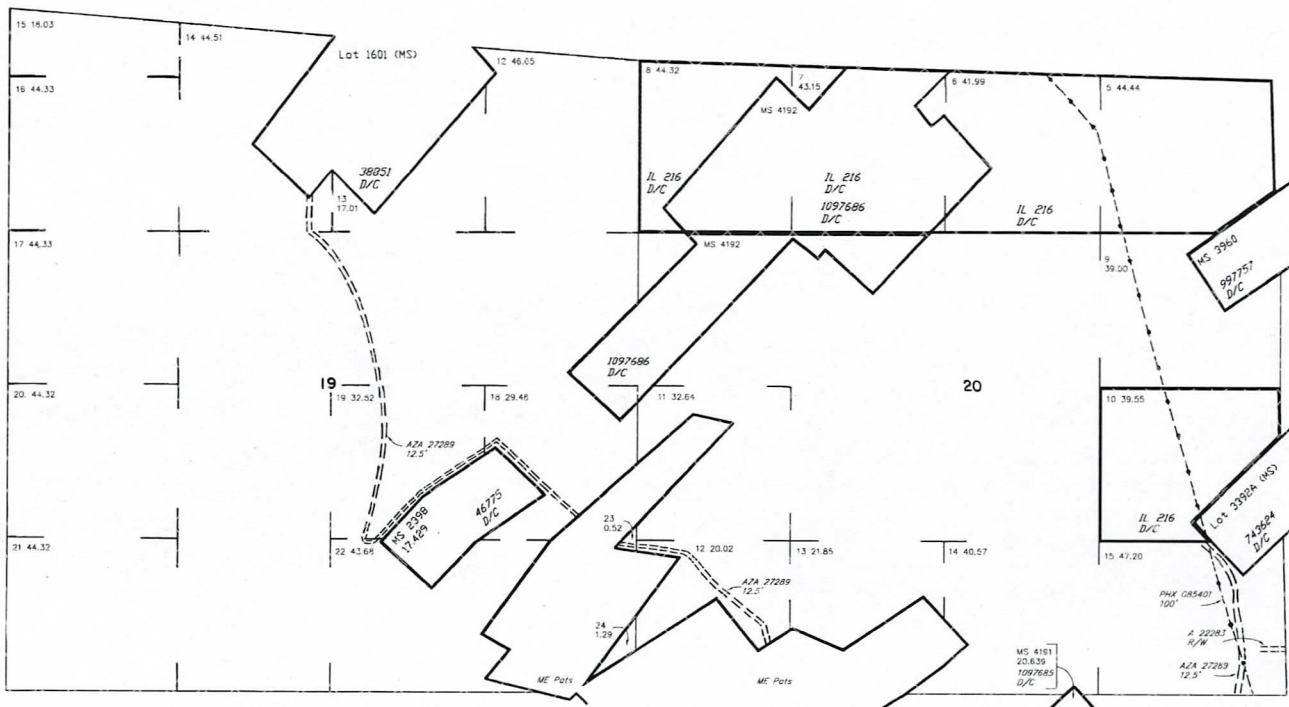 15 16.03
14 44.51
Lot 1601 (MS)
12 46.05
8 44.32
7
43.15
6 41.99
5 44.44
16 44.33
MS 4192
38051
D/C
IL 216
D/C
IL 216
D/C
1097686
D/C
13
17.01
IL 216
D/C
17 44.33
MS 4192
9
39.00
MS 3960
997757
D/C
1097686
D/C
20. 44.32
19
19 32.52
18 29.46
11 32.64
20
10 39.55
AZA 27289
12.5'
MS 2398
17.429
46775
D/C
Lot 3392A (MS)
743624
D/C
23
0.52
IL 216
D/C
21 44.32
22 43.68
12 20.02
13 21.85
14 40.57
15 47.20
AZA 27289
12.5'
PHX 085401
100'
24
1.29
A 22283
R/W
MS 4191
20.639
1097685
D/C
AZA 27289
12.5'
ME Pats
ME Pats